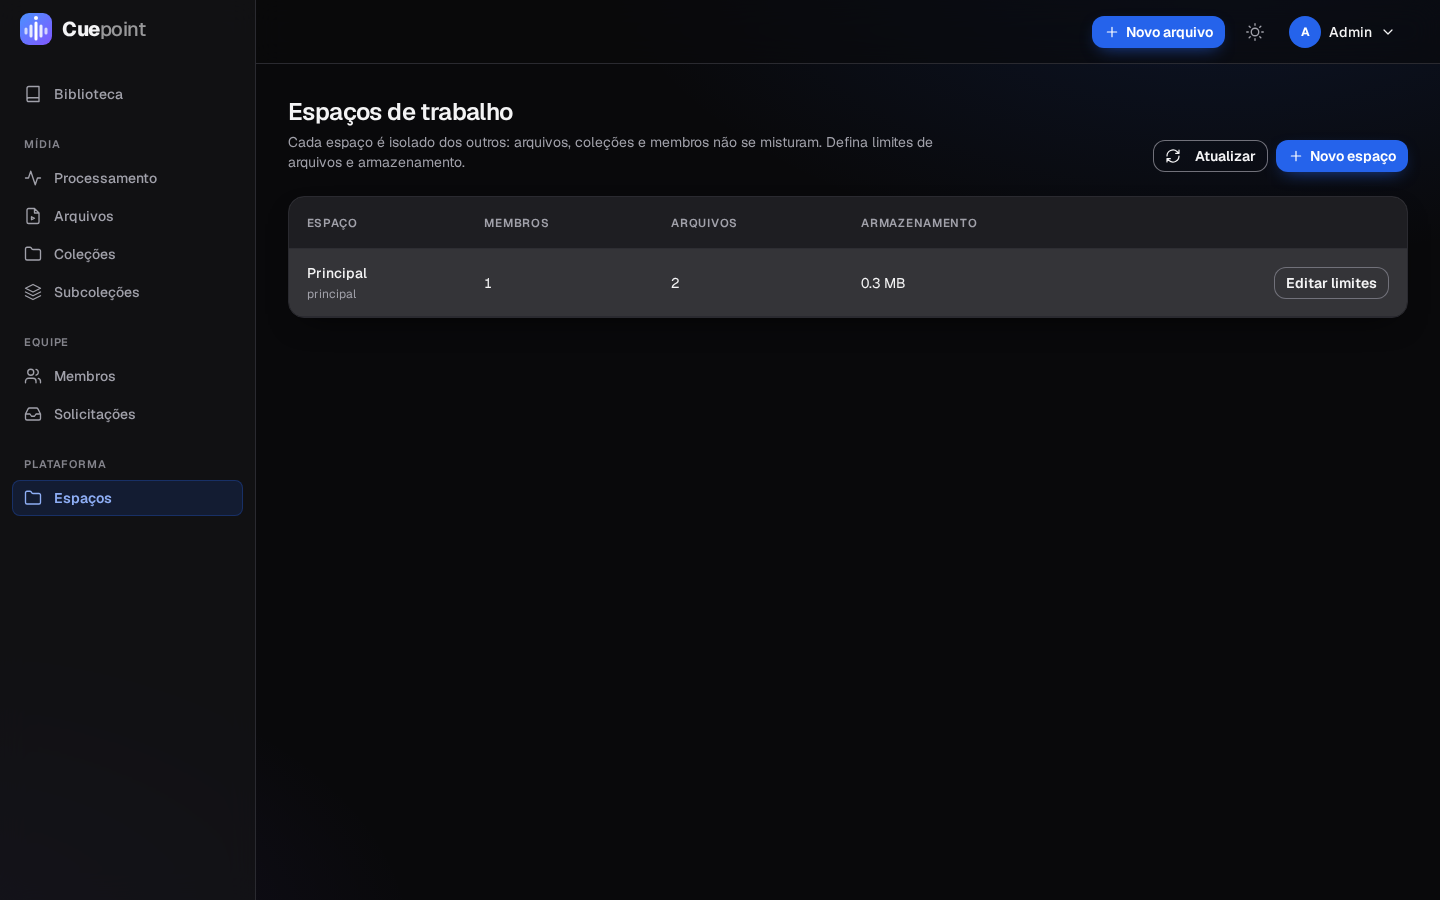 Cuepoint
Novo arquivo
A
Admin
Biblioteca
MÍDIA
Processamento
Arquivos
Coleções
Subcoleções
EQUIPE
Membros
Solicitações
PLATAFORMA
Espaços
Espaços de trabalho
Cada espaço é isolado dos outros: arquivos, coleções e membros não se misturam. Defina limites de
arquivos e armazenamento.
Atualizar
Novo espaço
ESPAÇO MEMBROS ARQUIVOS ARMAZENAMENTO
Principal
principal
1 2 0.3 MB Editar limites